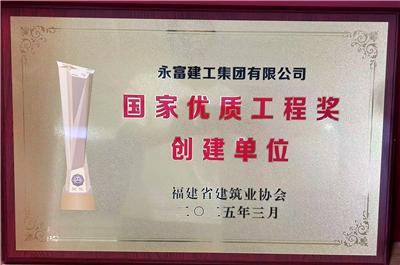 永富建工集团有限公司
国家优质工程奖
创建单位
福建省建筑业协会
二〇二五年三月